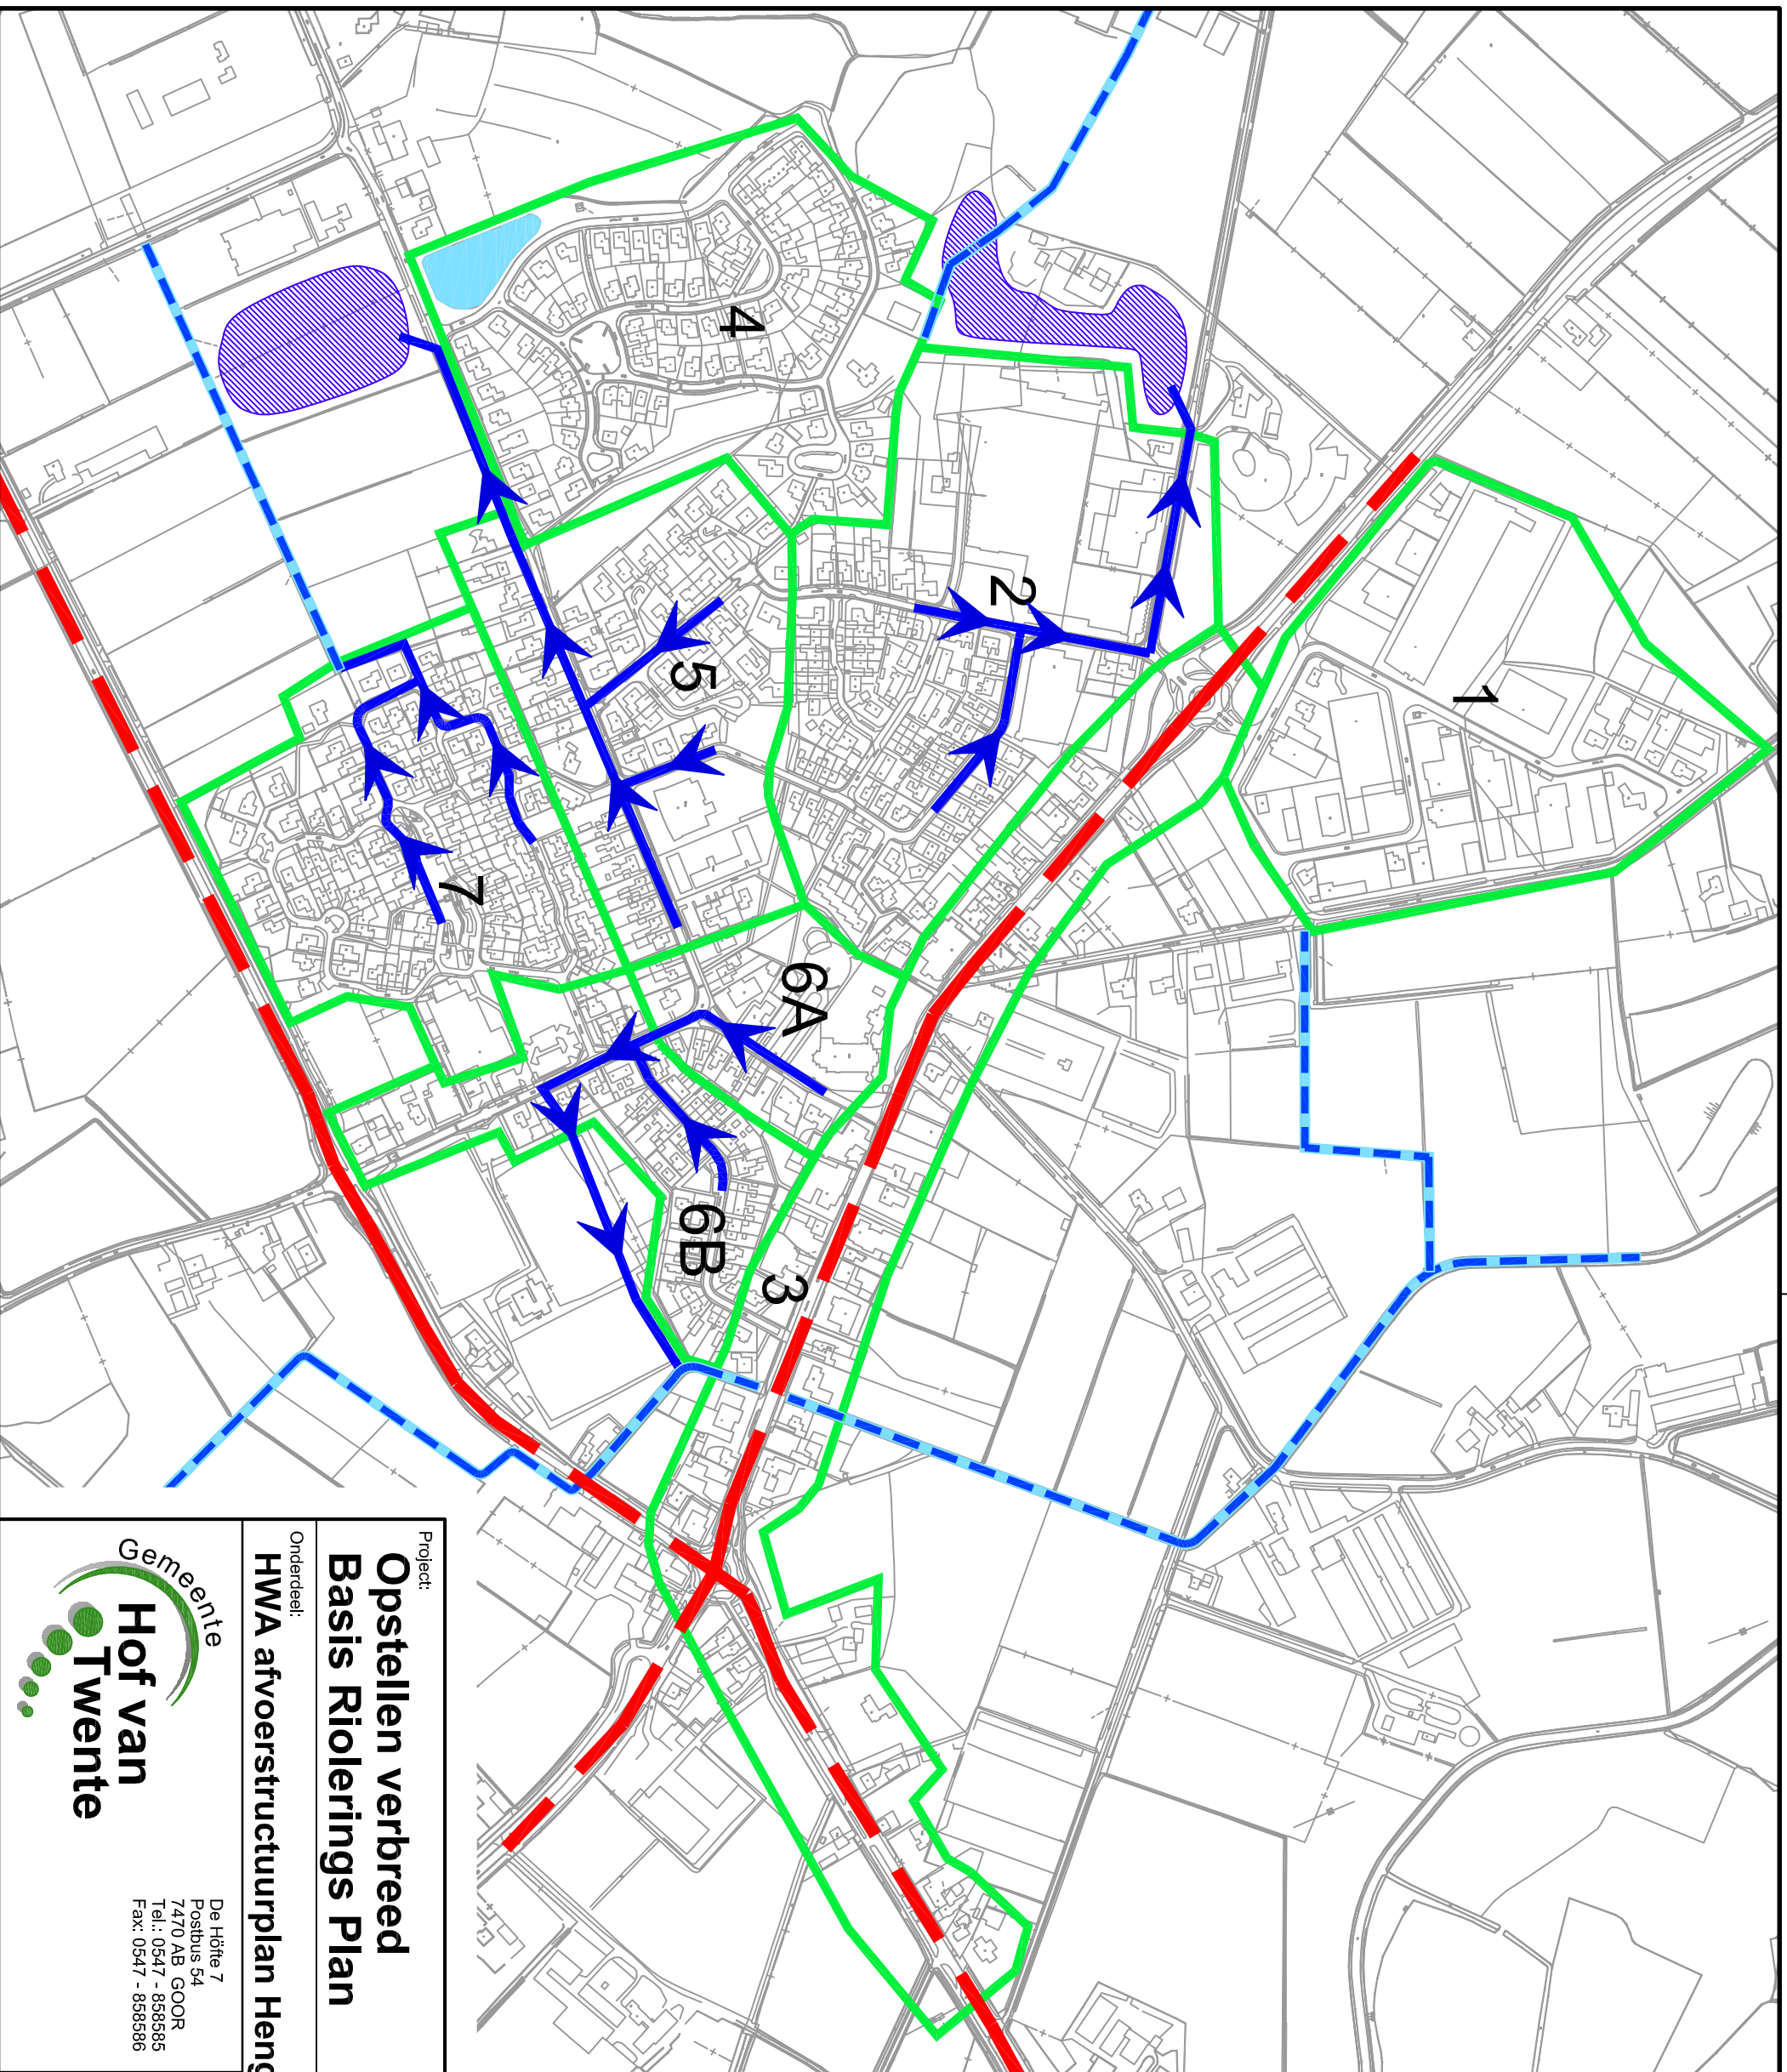 1
2
3
4
5
6A
6B
7
Project:
Opstelllen verbreed
Basis Riolerings Plan
Onderdeel:
HWA afvoerstructuurplan Heng
Gemeente
Hof van
Twente
De Höfte 7
Postbus 54
7470 AB GOOR
Tel.: 0547 - 858585
Fax: 0547 - 858586